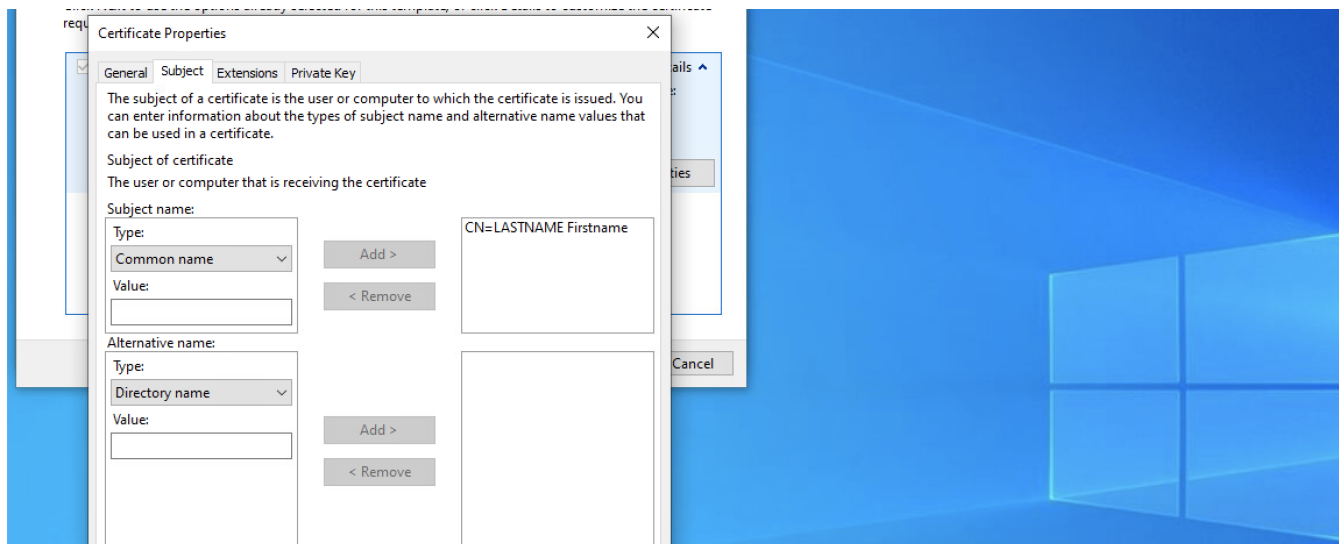 requ
Certificate Properties
General Subject Extensions Private Key
ails
The subject of a certificate is the user or computer to which the certificate is issued. You
can enter information about the types of subject name and alternative name values that
can be used in a certificate.
Subject of certificate
The user or computer that is receiving the certificate
ties
Subject name:
Type:
CN=LASTNAME Firstname
Common name
Add >
Value:
< Remove
Alternative name:
Type:
Cancel
Directory name
Value:
Add >
< Remove